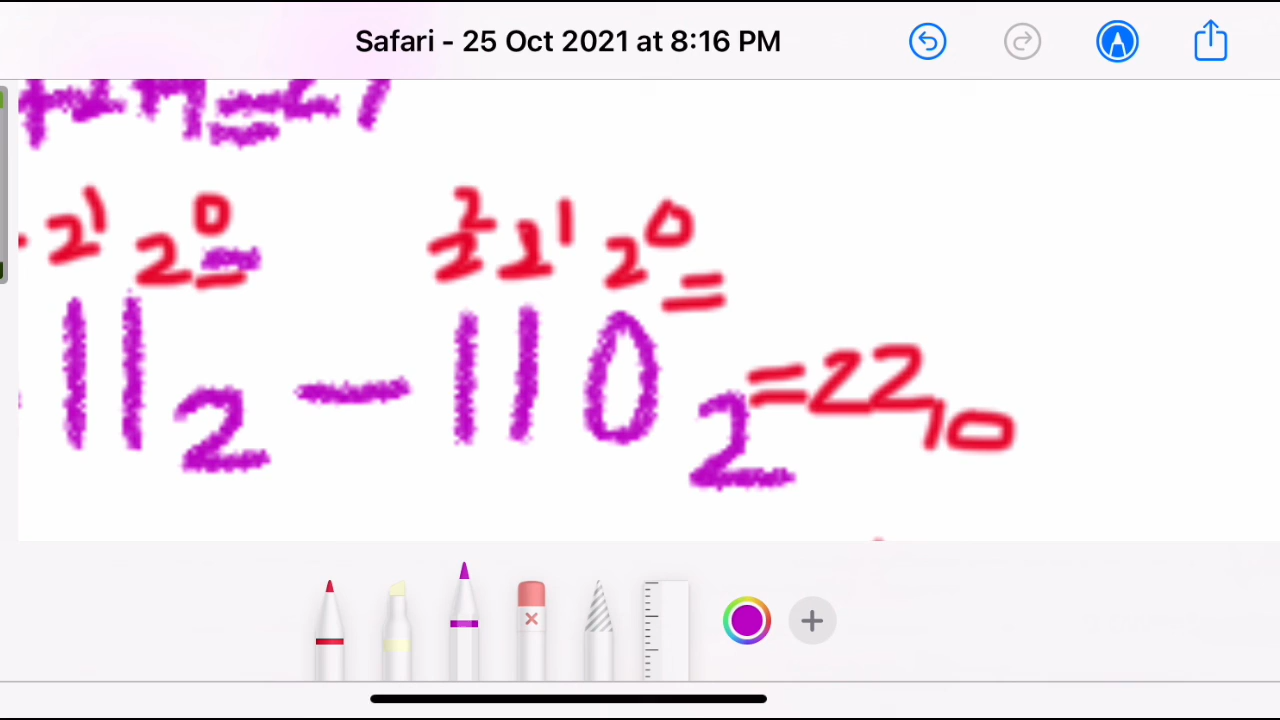 Safari - 25 Oct 2021 at 8:16 PM
2¹ 2⁰ = 2² 2¹ 2⁰ =
11₂ - 110₂ = 22₁₀